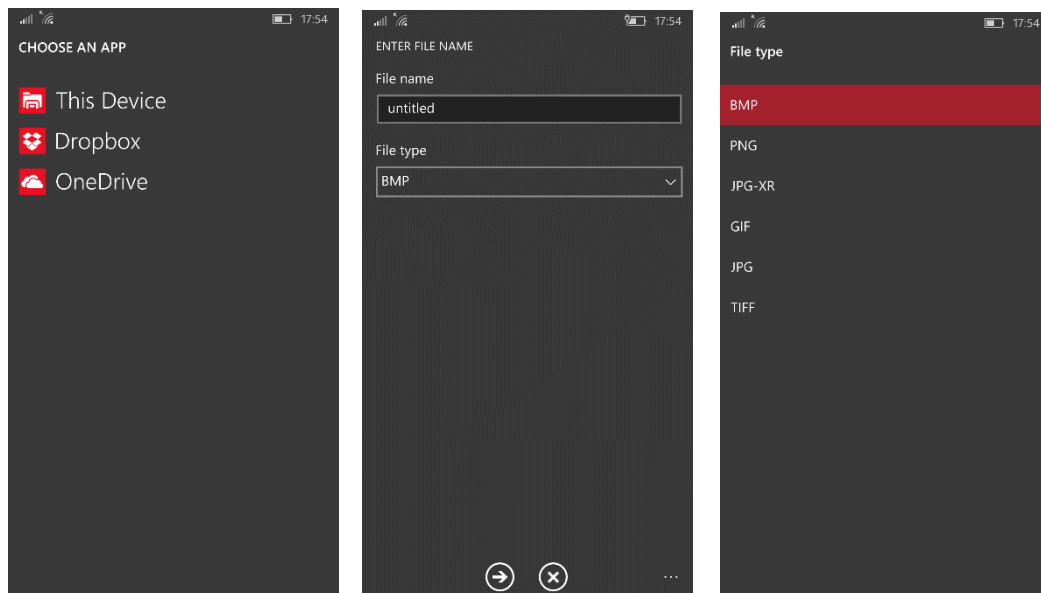 17:54
CHOOSE AN APP
This Device
Dropbox
OneDrive
17:54
ENTER FILE NAME
File name
untitled
File type
BMP
...
17:54
File type
BMP
PNG
JPG-XR
GIF
JPG
TIFF